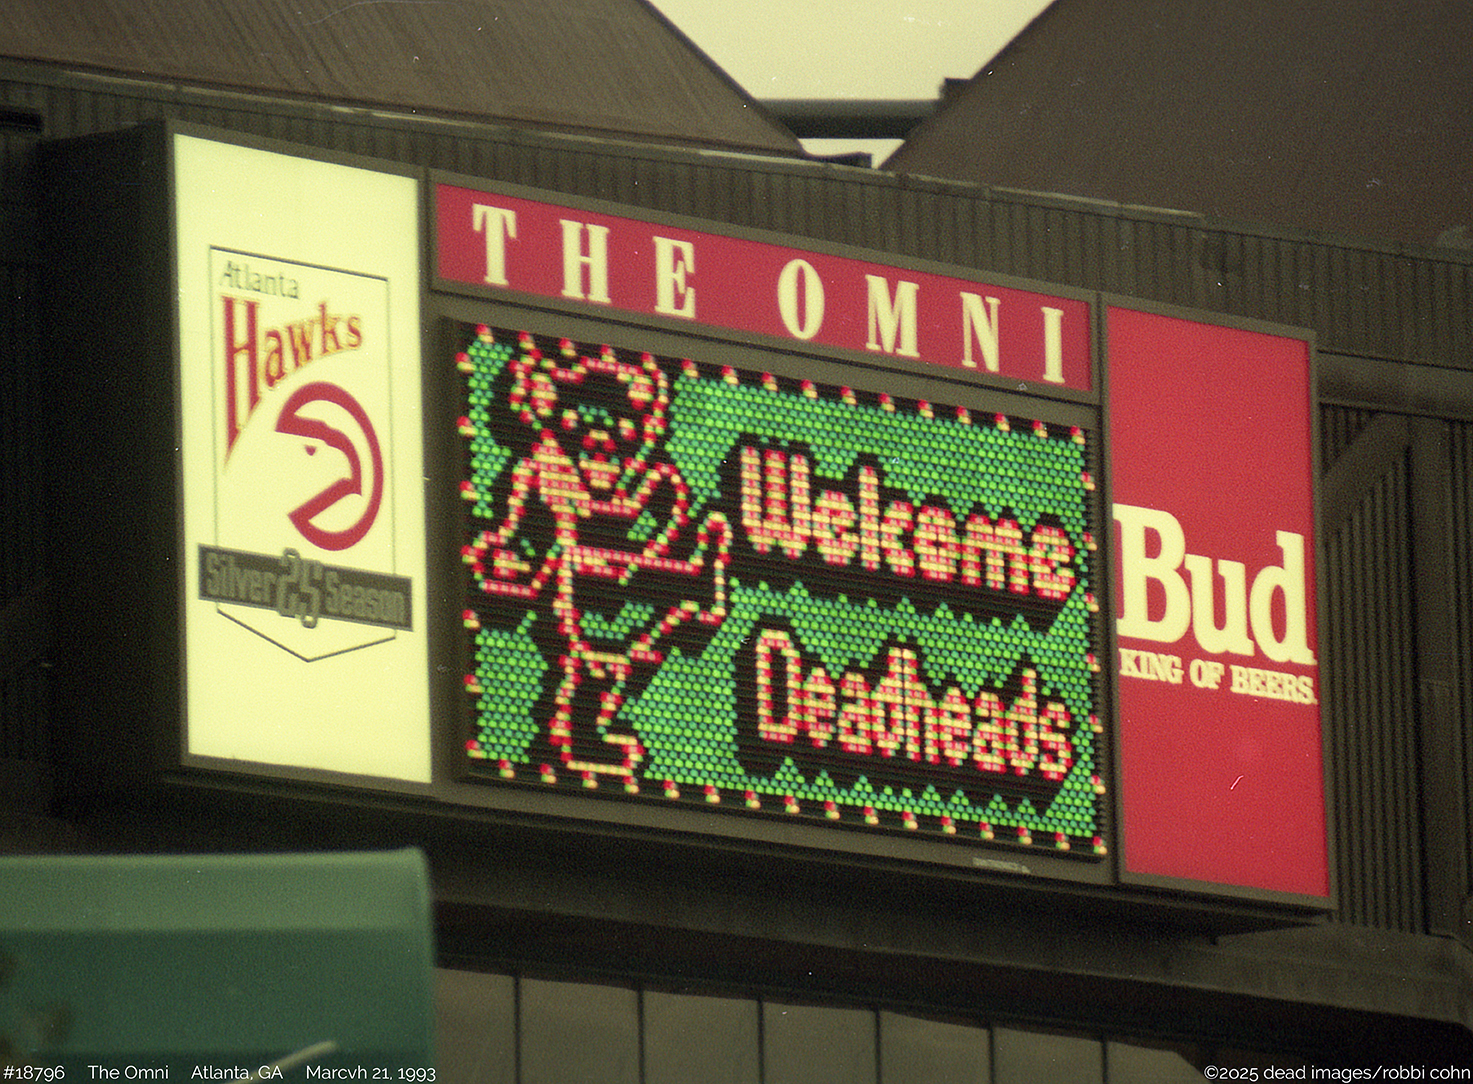 THE OMNI
Atlanta
Hawks
Silver 25 Season
Welcome
Deadheads
Bud
KING OF BEERS.
#18796 The Omni Atlanta, GA Marcvh 21, 1993
©2025 dead images/robbi cohn